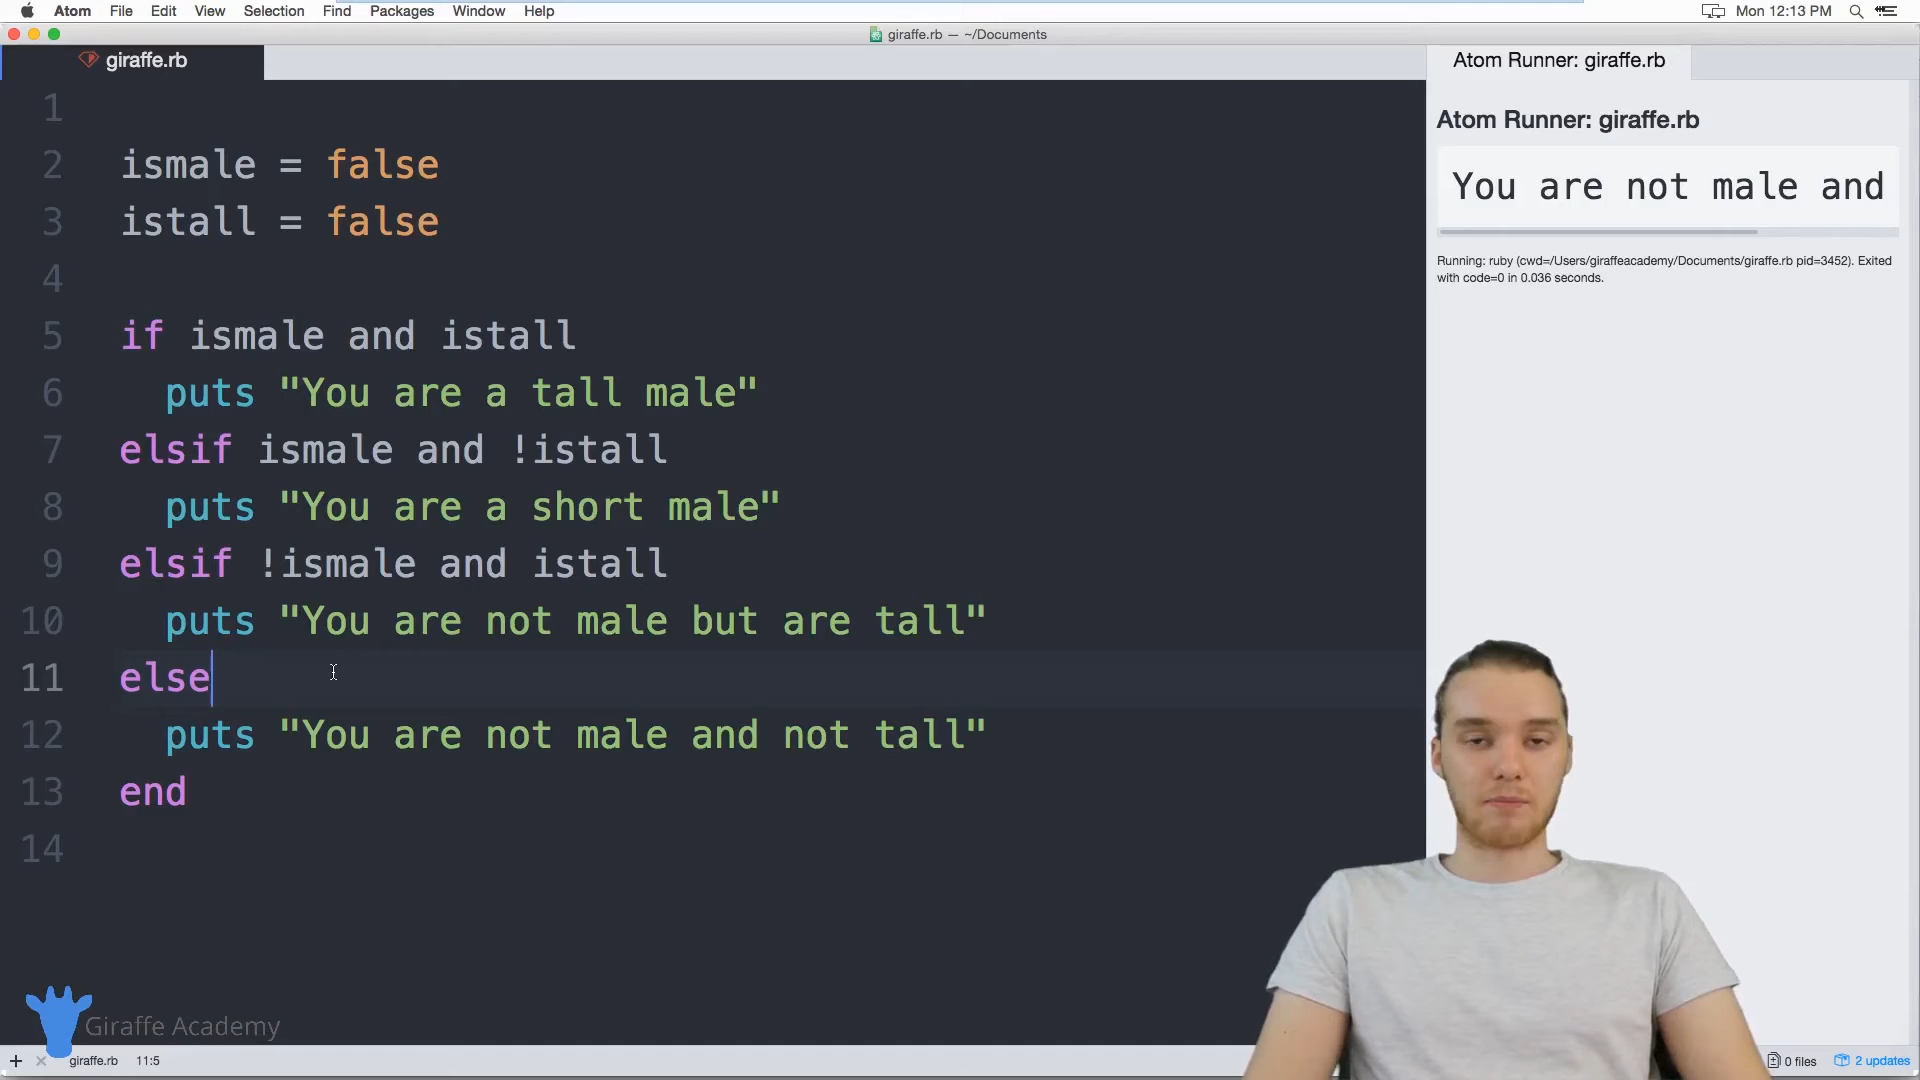 Atom File Edit View Selection Find Packages Window Help Mon 12:13 PM
giraffe.rb — ~/Documents
giraffe.rb
Atom Runner: giraffe.rb
1
2 ismale = false
3 istall = false
4
5 if ismale and istall
6 puts "You are a tall male"
7 elsif ismale and !istall
8 puts "You are a short male"
9 elsif !ismale and istall
10 puts "You are not male but are tall"
11 else
12 puts "You are not male and not tall"
13 end
14
Atom Runner: giraffe.rb
You are not male and
Running: ruby (cwd=/Users/giraffeacademy/Documents/giraffe.rb pid=3452). Exited
with code=0 in 0.036 seconds.
Giraffe Academy
giraffe.rb 11:5 0 files 2 updates